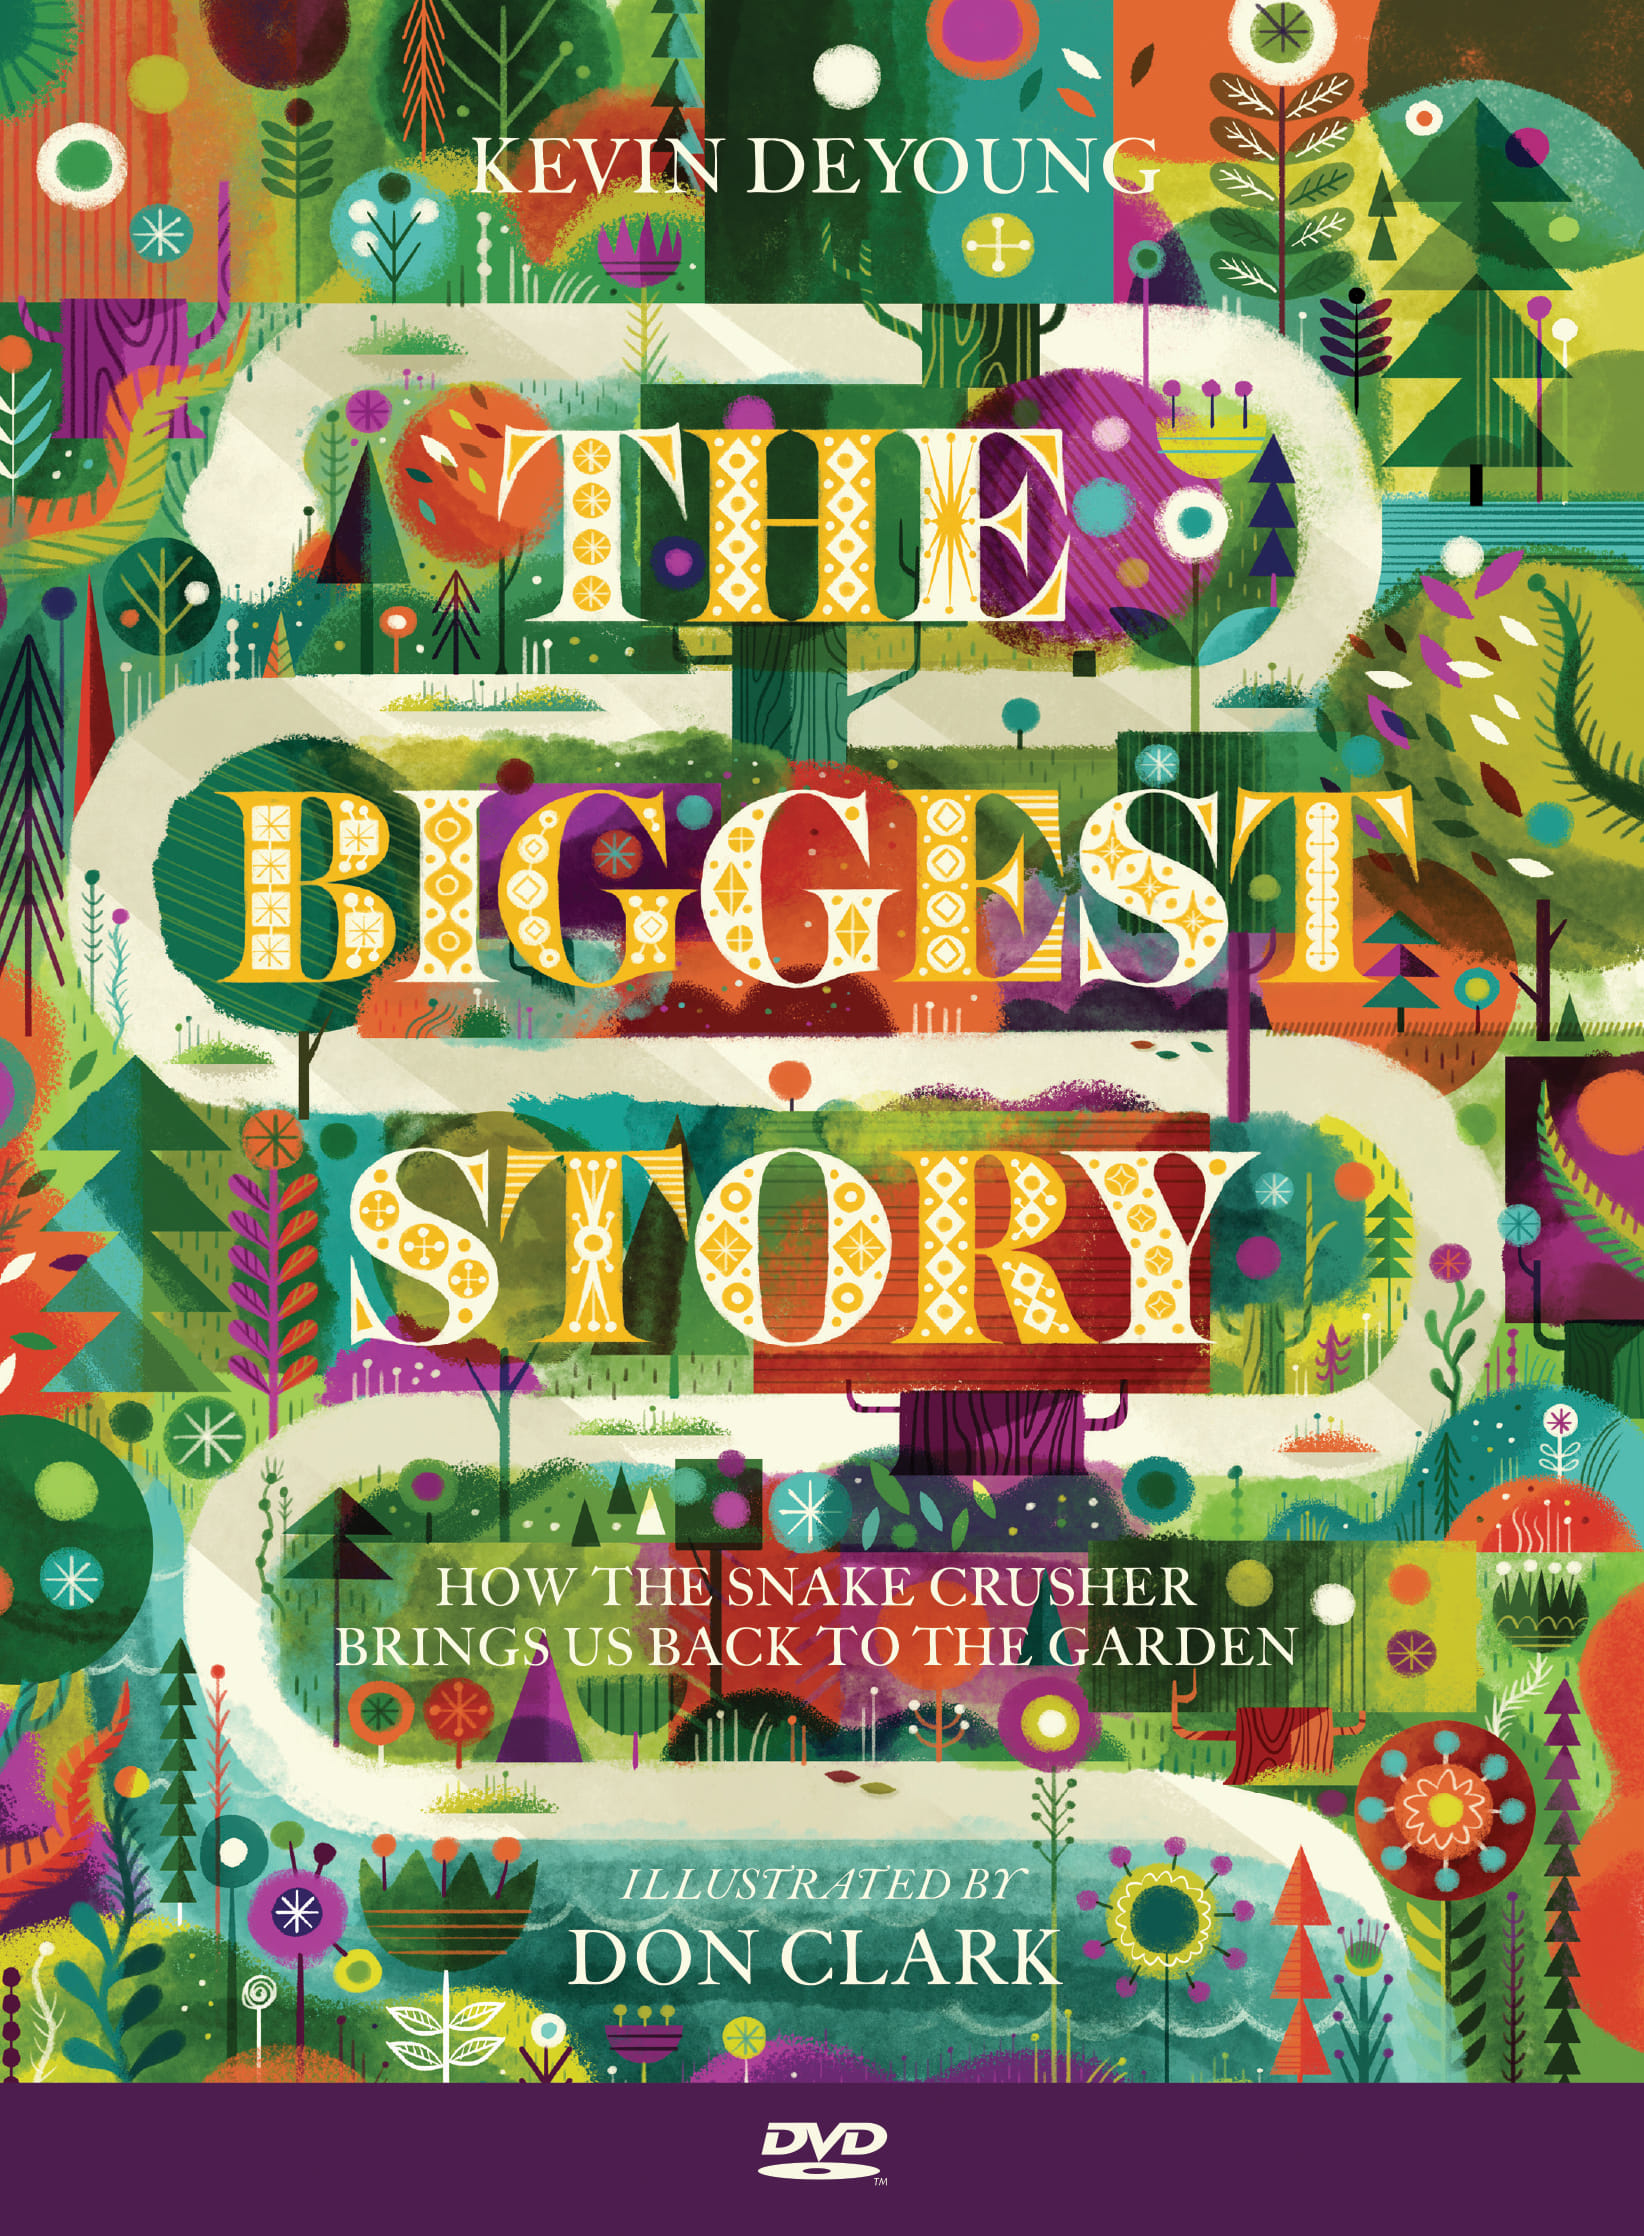 KEVIN DEYOUNG
THE
BIGGEST
STORY
HOW THE SNAKE CRUSHER
BRINGS US BACK TO THE GARDEN
ILLUSTRATED BY
DON CLARK
DVD
TM